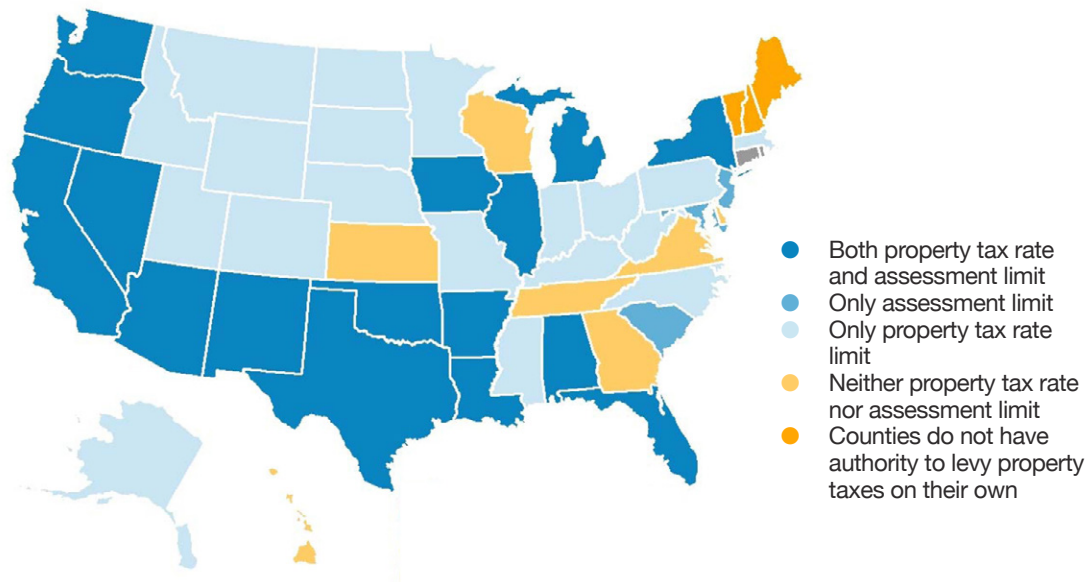 Both property tax rate
and assessment limit
Only assessment limit
Only property tax rate
limit
Neither property tax rate
nor assessment limit
Counties do not have
authority to levy property
taxes on their own